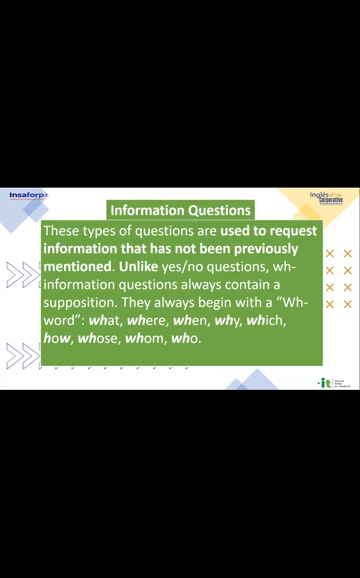 Insaforp
Inglés
Corporativo
Information Questions
These types of questions are used to request
information that has not been previously
mentioned. Unlike yes/no questions, wh-
information questions always contain a
supposition. They always begin with a “Wh-
word”: what, where, when, why, which,
how, whose, whom, who.
it